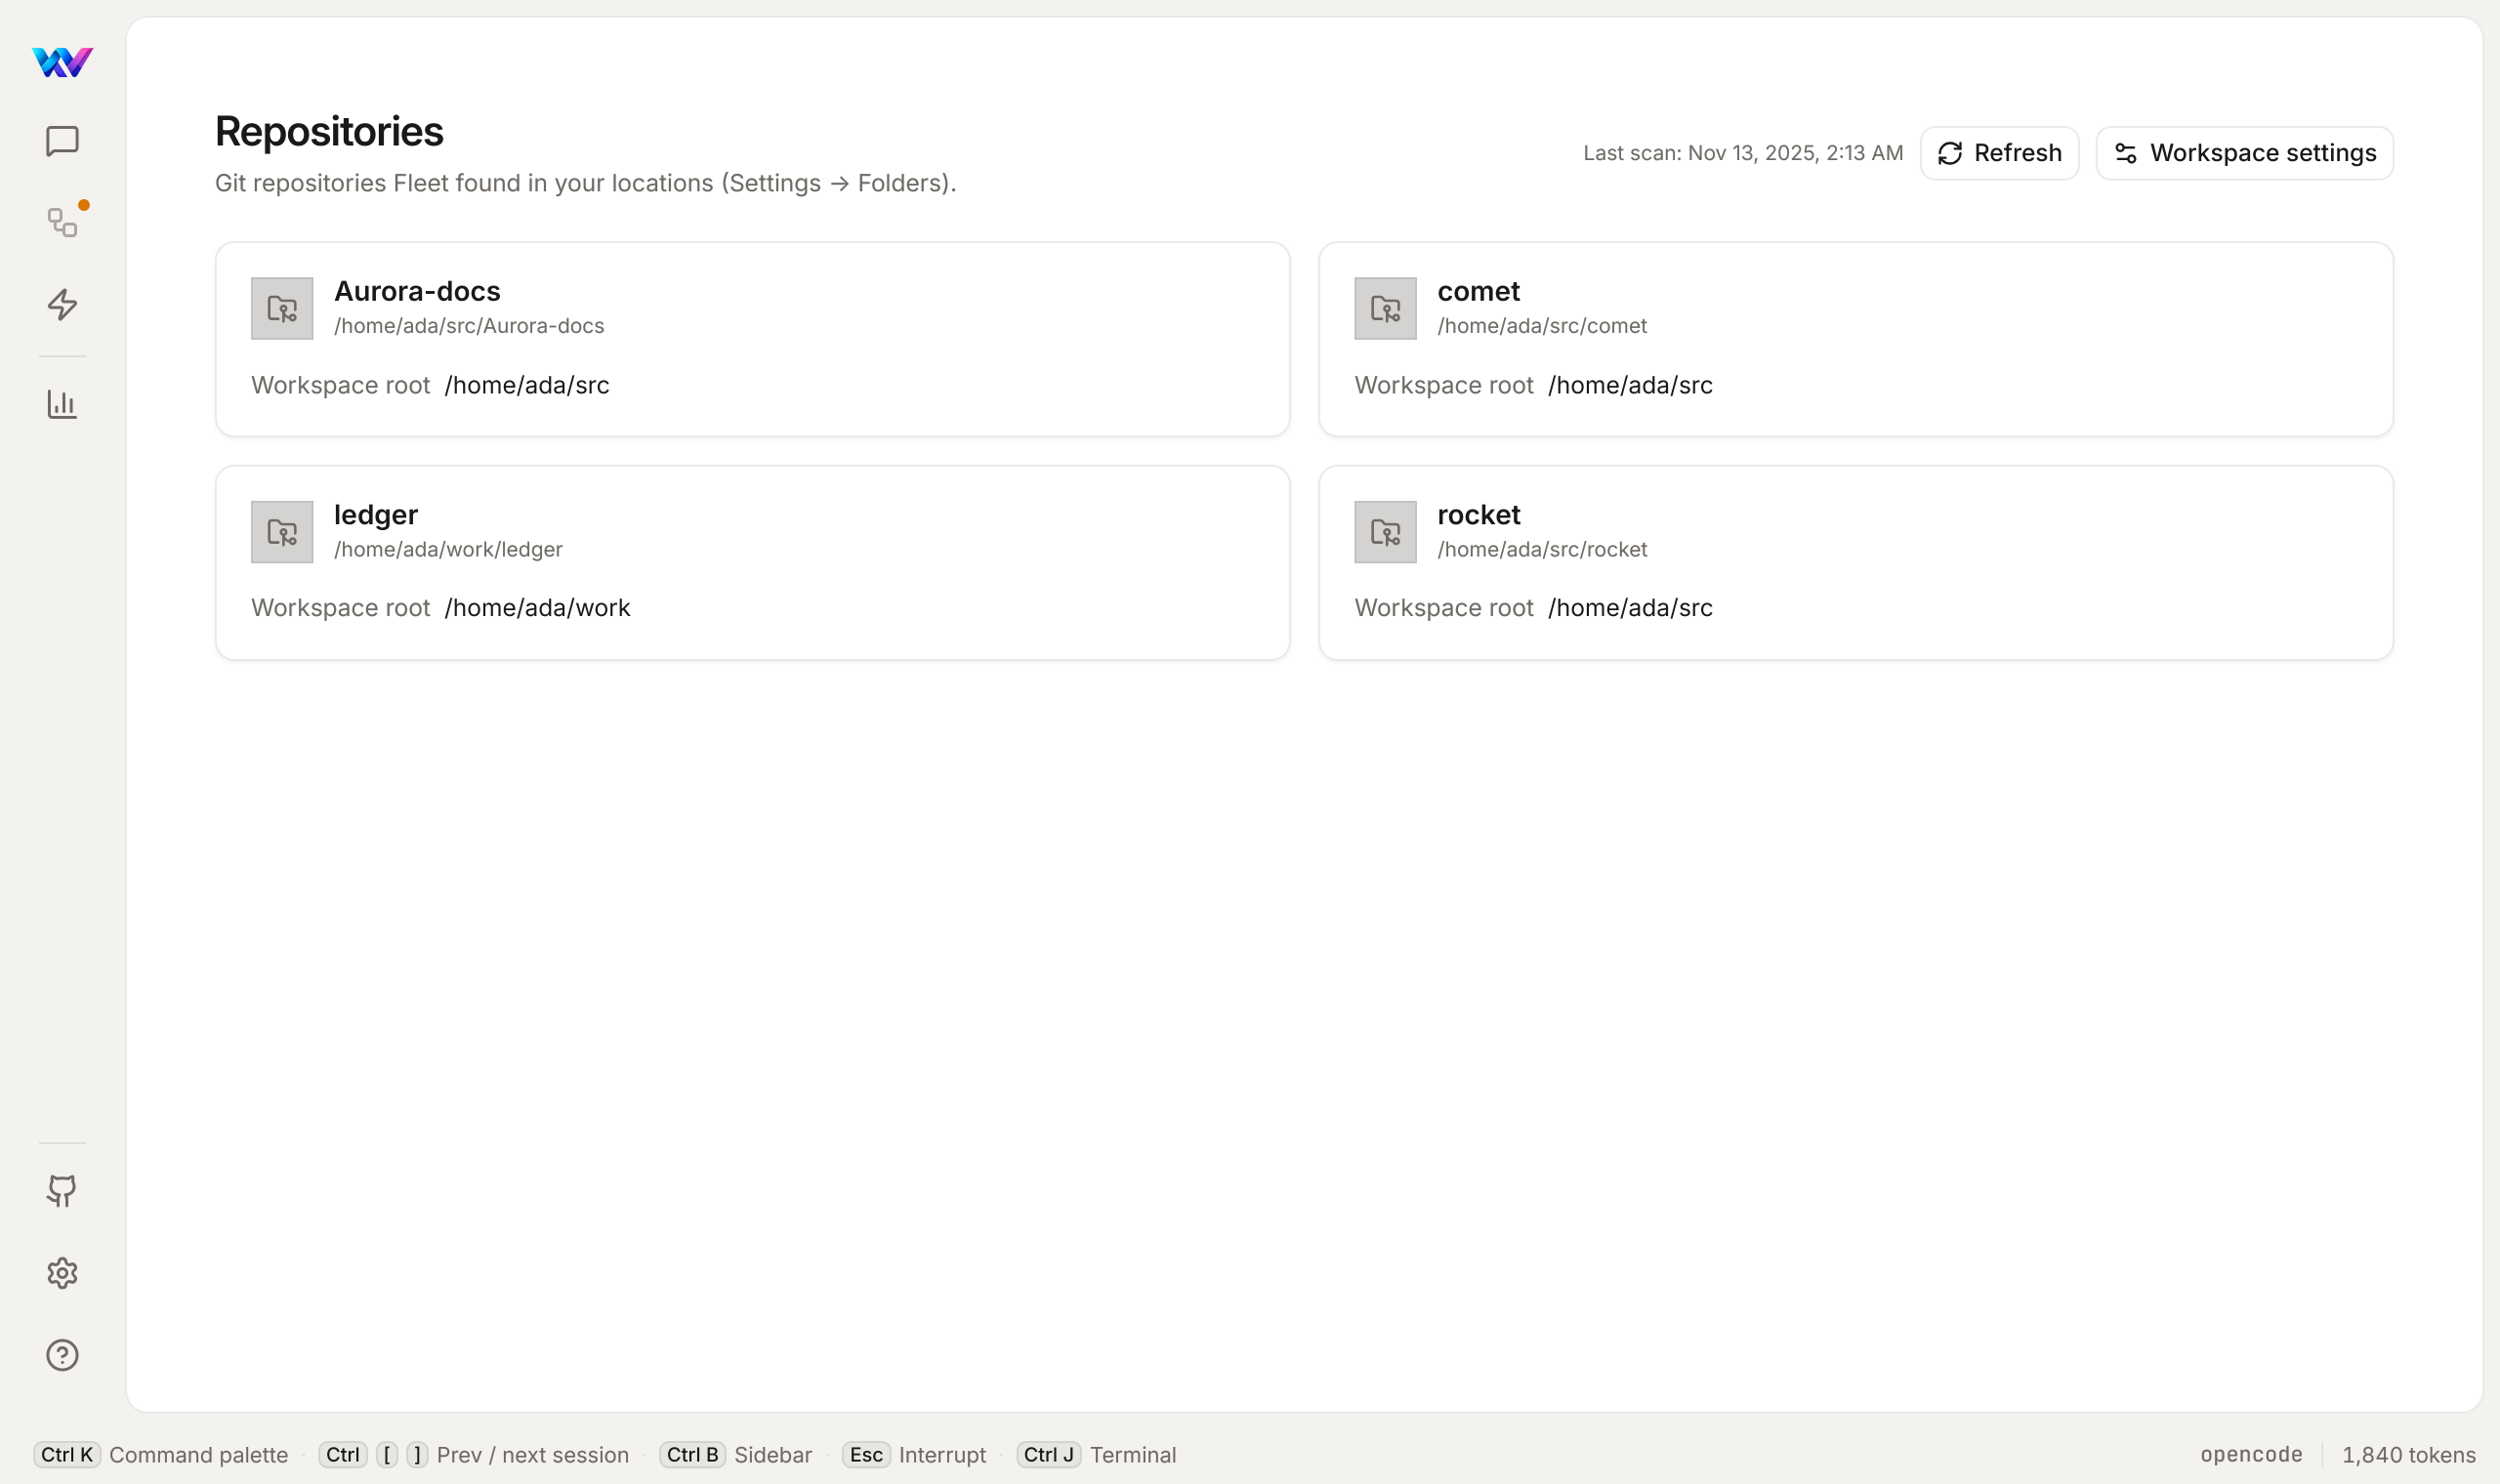 Repositories
Git repositories Fleet found in your locations (Settings → Folders).
Last scan: Nov 13, 2025, 2:13 AM
Refresh
Workspace settings
Aurora-docs
/home/ada/src/Aurora-docs
Workspace root /home/ada/src
comet
/home/ada/src/comet
Workspace root /home/ada/src
ledger
/home/ada/work/ledger
Workspace root /home/ada/work
rocket
/home/ada/src/rocket
Workspace root /home/ada/src
Ctrl K Command palette · Ctrl [ ] Prev / next session · Ctrl B Sidebar · Esc Interrupt · Ctrl J Terminal
opencode
1,840 tokens